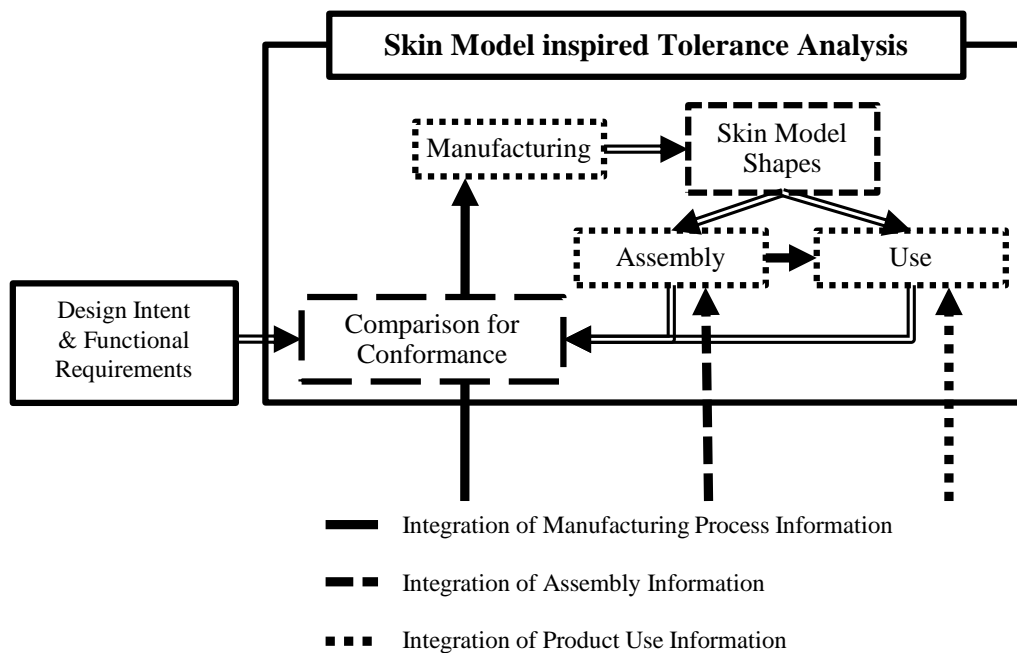 Skin Model inspired Tolerance Analysis
Manufacturing
Skin Model
Shapes
Assembly
Use
Design Intent
& Functional
Requirements
Comparison for
Conformance
Integration of Manufacturing Process Information
Integration of Assembly Information
Integration of Product Use Information